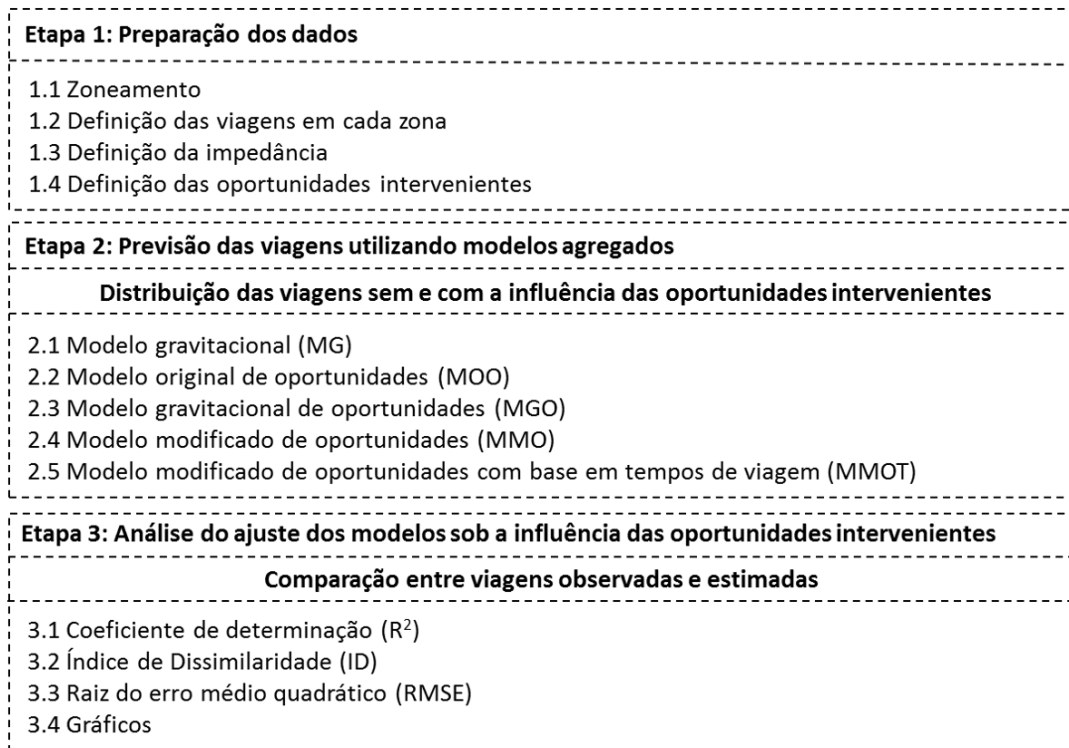 Etapa 1: Preparação dos dados
1.1 Zoneamento
1.2 Definição das viagens em cada zona
1.3 Definição da impedância
1.4 Definição das oportunidades intervenientes
Etapa 2: Previsão das viagens utilizando modelos agregados
Distribuição das viagens sem e com a influência das oportunidades intervenientes
2.1 Modelo gravitacional (MG)
2.2 Modelo original de oportunidades (MOO)
2.3 Modelo gravitacional de oportunidades (MGO)
2.4 Modelo modificado de oportunidades (MMO)
2.5 Modelo modificado de oportunidades com base em tempos de viagem (MMOT)
Etapa 3: Análise do ajuste dos modelos sob a influência das oportunidades intervenientes
Comparação entre viagens observadas e estimadas
3.1 Coeficiente de determinação (R²)
3.2 Índice de Dissimilaridade (ID)
3.3 Raiz do erro médio quadrático (RMSE)
3.4 Gráficos